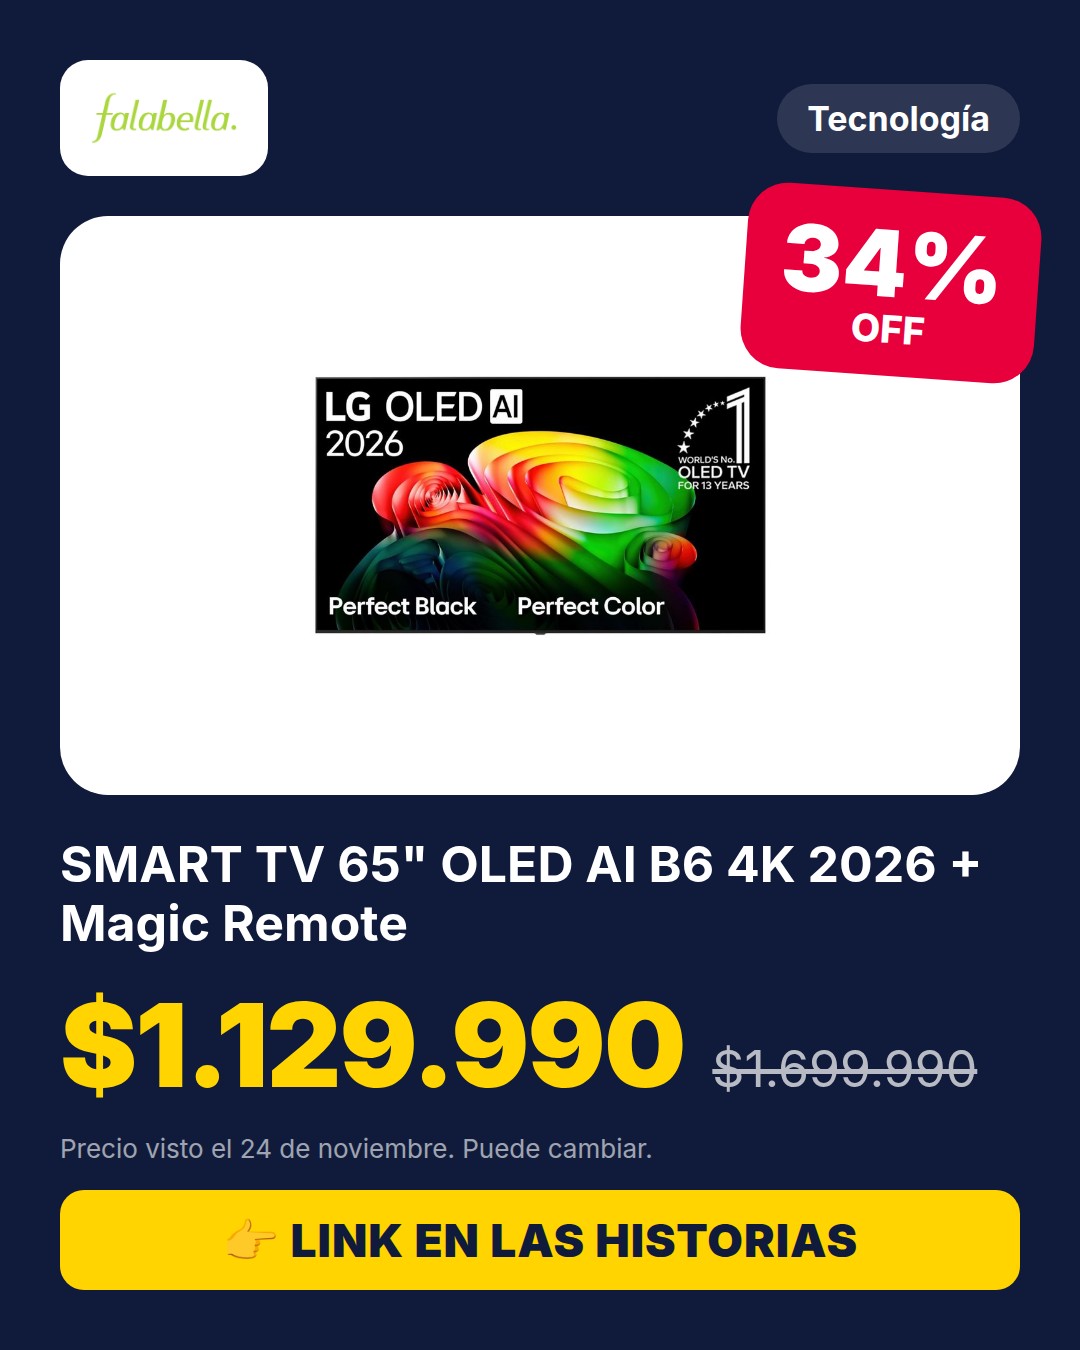 falabella.
Tecnología
34%
OFF
LG OLED AI
2026
1
WORLD'S No.
OLED TV
FOR 13 YEARS
Perfect Black Perfect Color
SMART TV 65" OLED AI B6 4K 2026 +
Magic Remote
$1.129.990 $1.699.990
Precio visto el 24 de noviembre. Puede cambiar.
👉 LINK EN LAS HISTORIAS